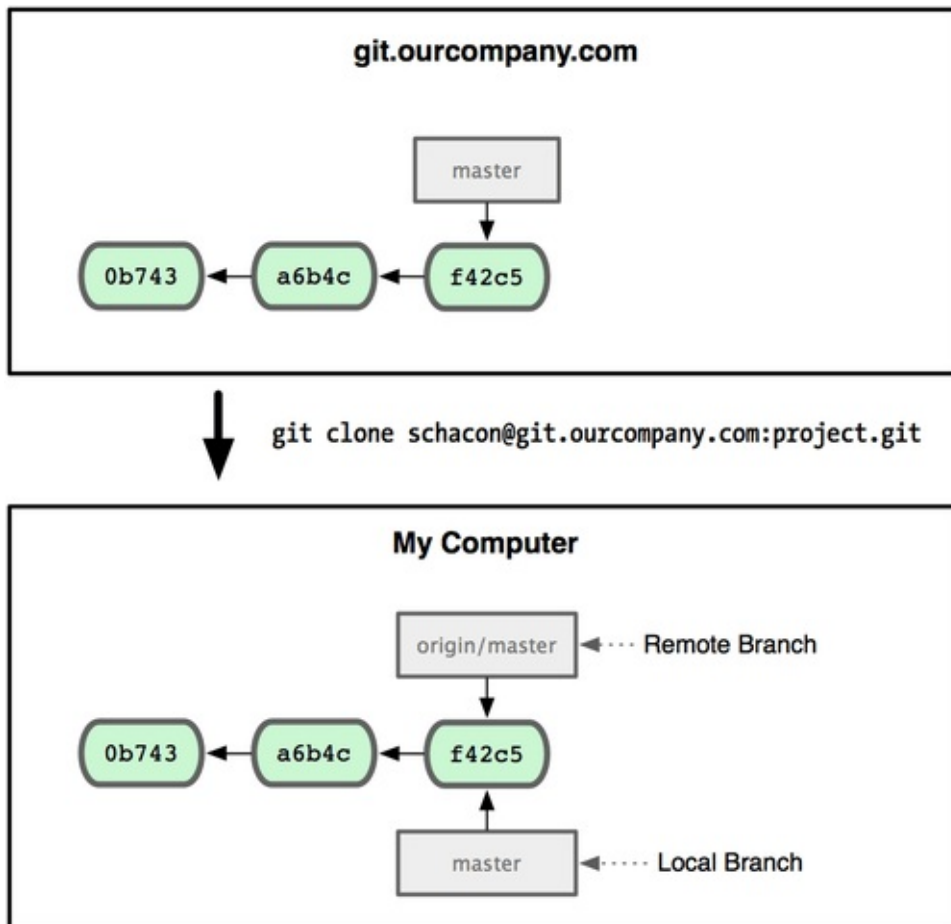 git.ourcompany.com
master
0b743 a6b4c f42c5
git clone schacon@git.ourcompany.com:project.git
My Computer
origin/master Remote Branch
0b743 a6b4c f42c5
master Local Branch